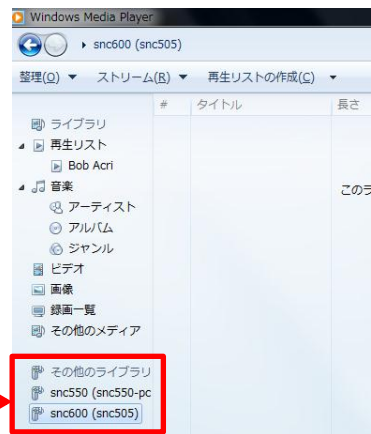 Windows Media Player
snc600 (snc505)
整理(O) ストリーム(R) 再生リストの作成(C)
# タイトル 長さ
ライブラリ
再生リスト
Bob Acri
音楽
このラ
アーティスト
アルバム
ジャンル
ビデオ
画像
録画一覧
その他のメディア
その他のライブラリ
snc550 (snc550-pc
snc600 (snc505)